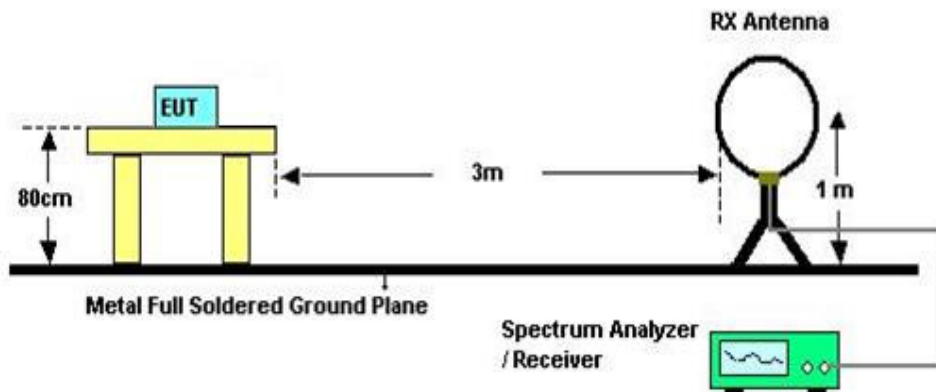 RX Antenna
EUT
80cm
3m
1 m
Metal Full Soldered Ground Plane
Spectrum Analyzer
/ Receiver